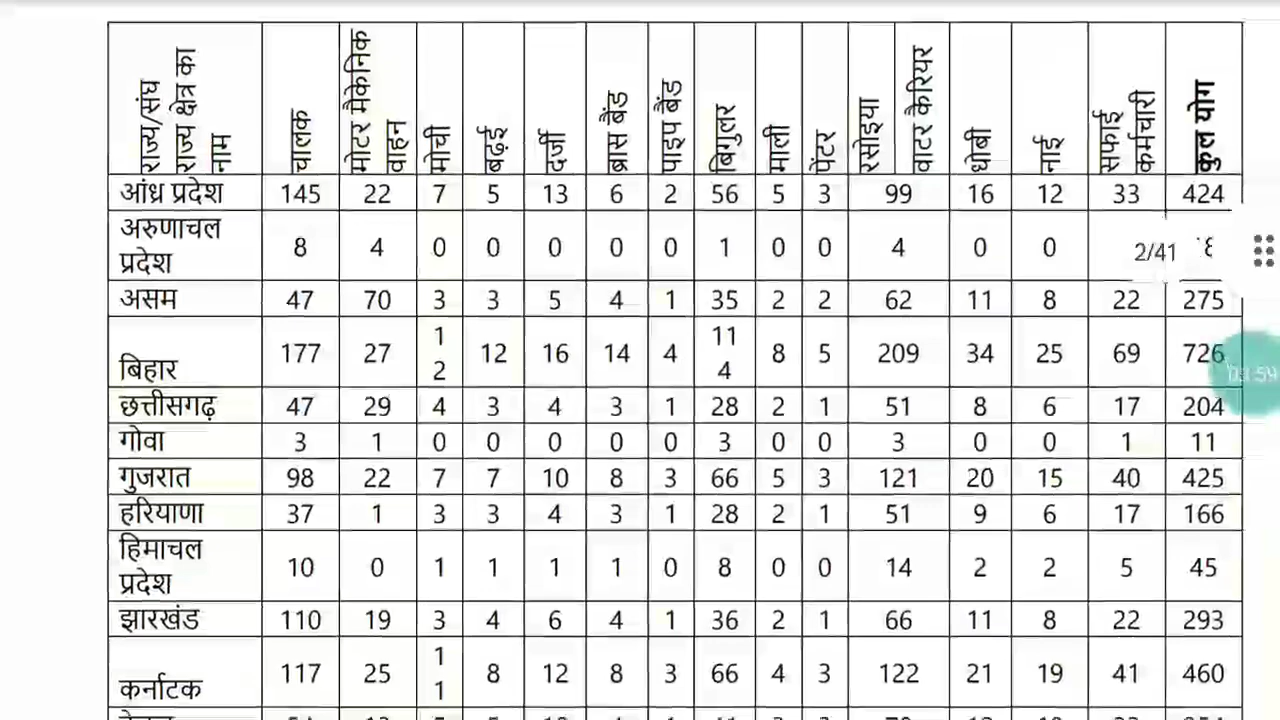 राज्य/संघ राज्य क्षेत्र का नाम चालक मोटर मैकेनिक वाहन मोची बढ़ई दर्जी ब्रास बैंड पाइप बैंड बिगुलर माली पेंटर रसोइया वाटर कैरियर धोबी नाई सफाई कर्मचारी कुल योग
आंध्र प्रदेश 145 22 7 5 13 6 2 56 5 3 99 16 12 33 424
अरुणाचल प्रदेश 8 4 0 0 0 0 0 1 0 0 4 0 0
2/41
असम 47 70 3 3 5 4 1 35 2 2 62 11 8 22 275
बिहार 177 27 12 12 16 14 4 114 8 5 209 34 25 69 726
छत्तीसगढ़ 47 29 4 3 4 3 1 28 2 1 51 8 6 17 204
गोवा 3 1 0 0 0 0 0 3 0 0 3 0 0 1 11
गुजरात 98 22 7 7 10 8 3 66 5 3 121 20 15 40 425
हरियाणा 37 1 3 3 4 3 1 28 2 1 51 9 6 17 166
हिमाचल प्रदेश 10 0 1 1 1 1 0 8 0 0 14 2 2 5 45
झारखंड 110 19 3 4 6 4 1 36 2 1 66 11 8 22 293
कर्नाटक 117 25 11 8 12 8 3 66 4 3 122 21 19 41 460